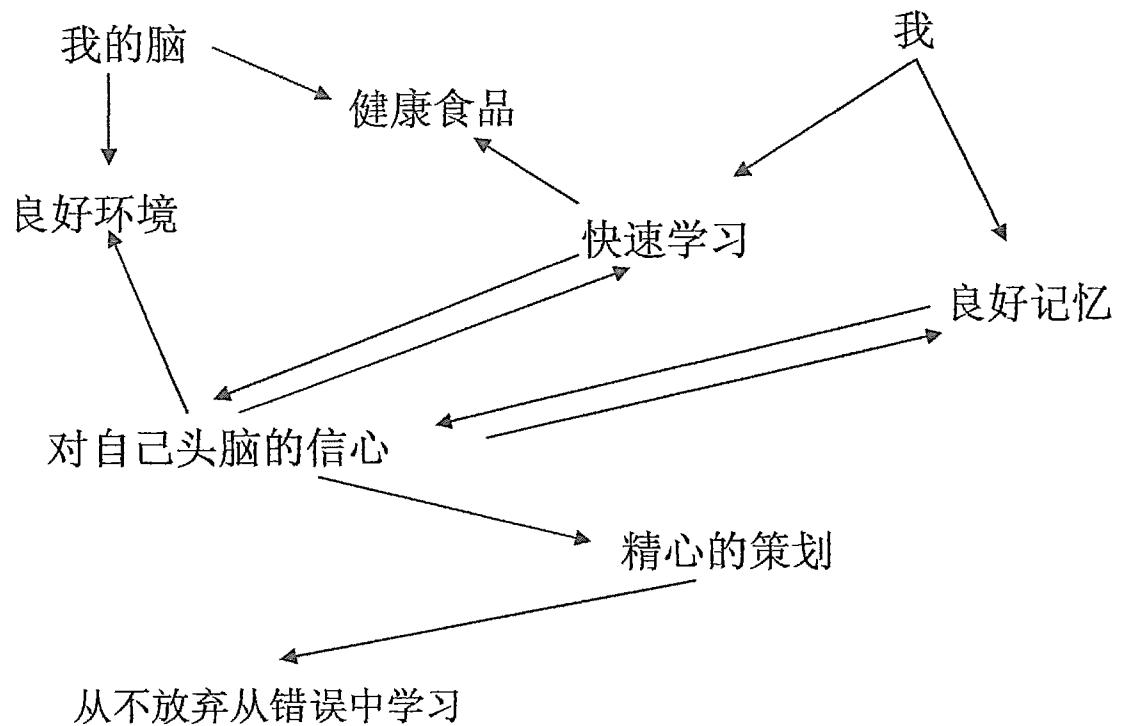 我的脑
我
健康食品
良好环境
快速学习
良好记忆
对自己头脑的信心
精心的策划
从不放弃从错误中学习